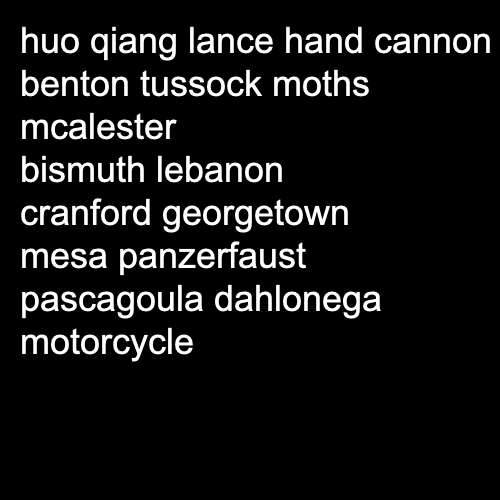 huo qiang lance hand cannon
benton tussock moths
mcalester
bismuth lebanon
cranford georgetown
mesa panzerfaust
pascagoula dahlonega
motorcycle